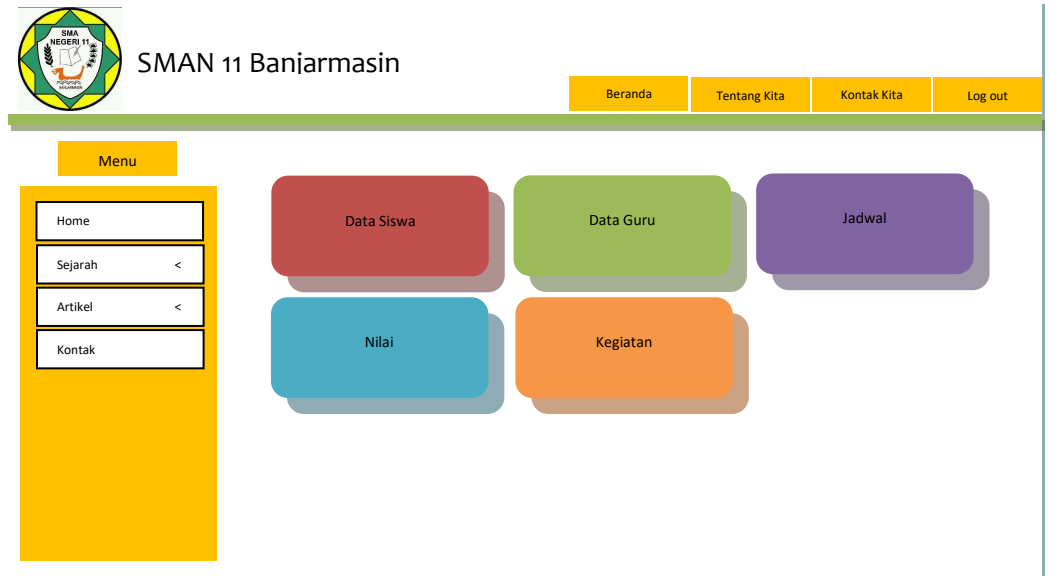 SMA
NEGERI 11
BANJARMASIN
SMAN 11 Banjarmasin
Beranda
Tentang Kita
Kontak Kita
Log out
Menu
Home
Sejarah <
Artikel <
Kontak
Data Siswa
Data Guru
Jadwal
Nilai
Kegiatan